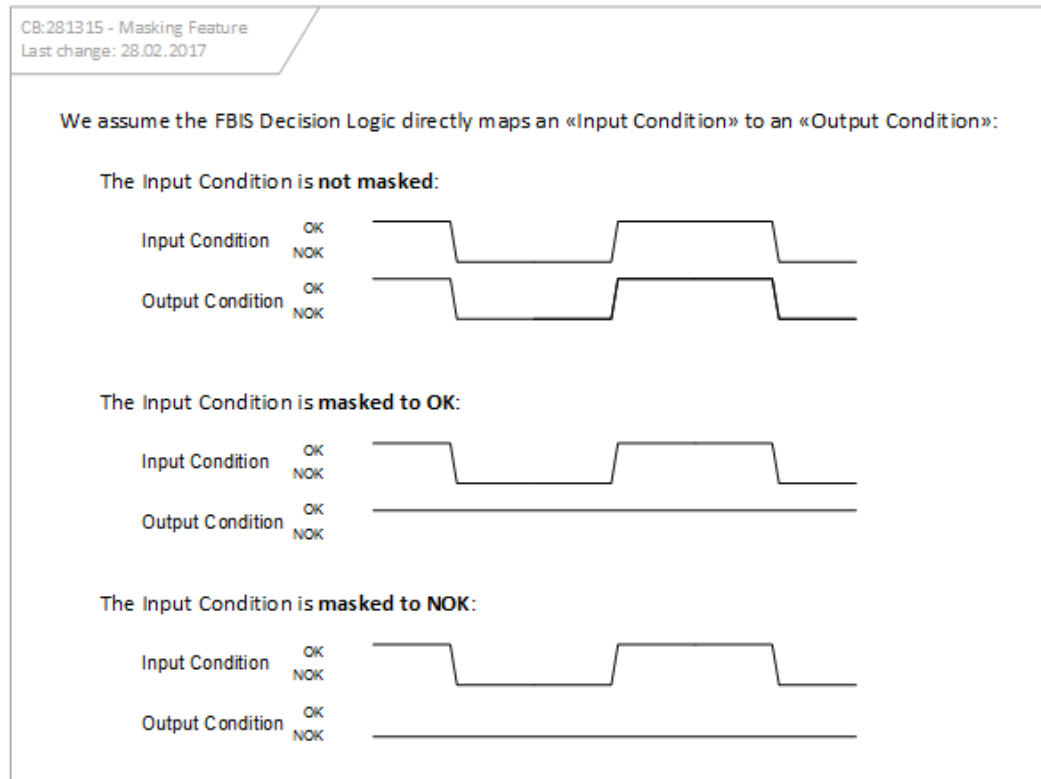 CB:281315 - Masking Feature
Last change: 28.02.2017
We assume the FBIS Decision Logic directly maps an «Input Condition» to an «Output Condition»:
The Input Condition is not masked:
Input Condition OK
NOK
Output Condition OK
NOK
The Input Condition is masked to OK:
Input Condition OK
NOK
Output Condition OK
NOK
The Input Condition is masked to NOK:
Input Condition OK
NOK
Output Condition OK
NOK